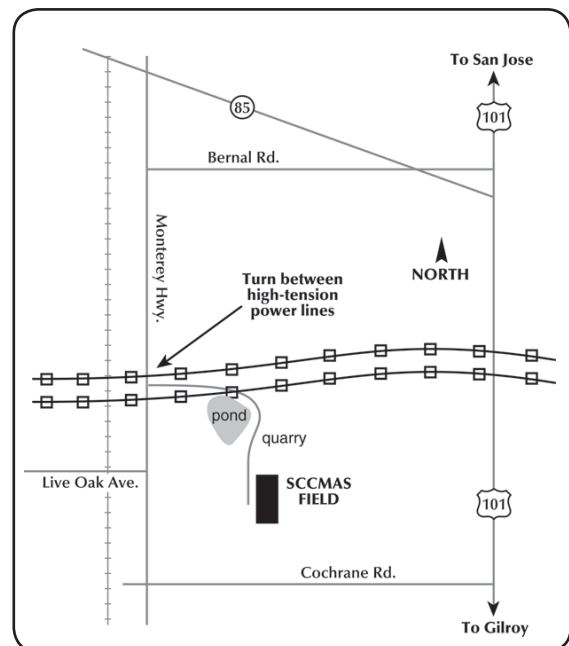 To San Jose
101
85
Bernal Rd.
Monterey Hwy.
NORTH
Turn between
high-tension
power lines
pond
quarry
Live Oak Ave.
SCCMAS
FIELD
101
Cochrane Rd.
To Gilroy